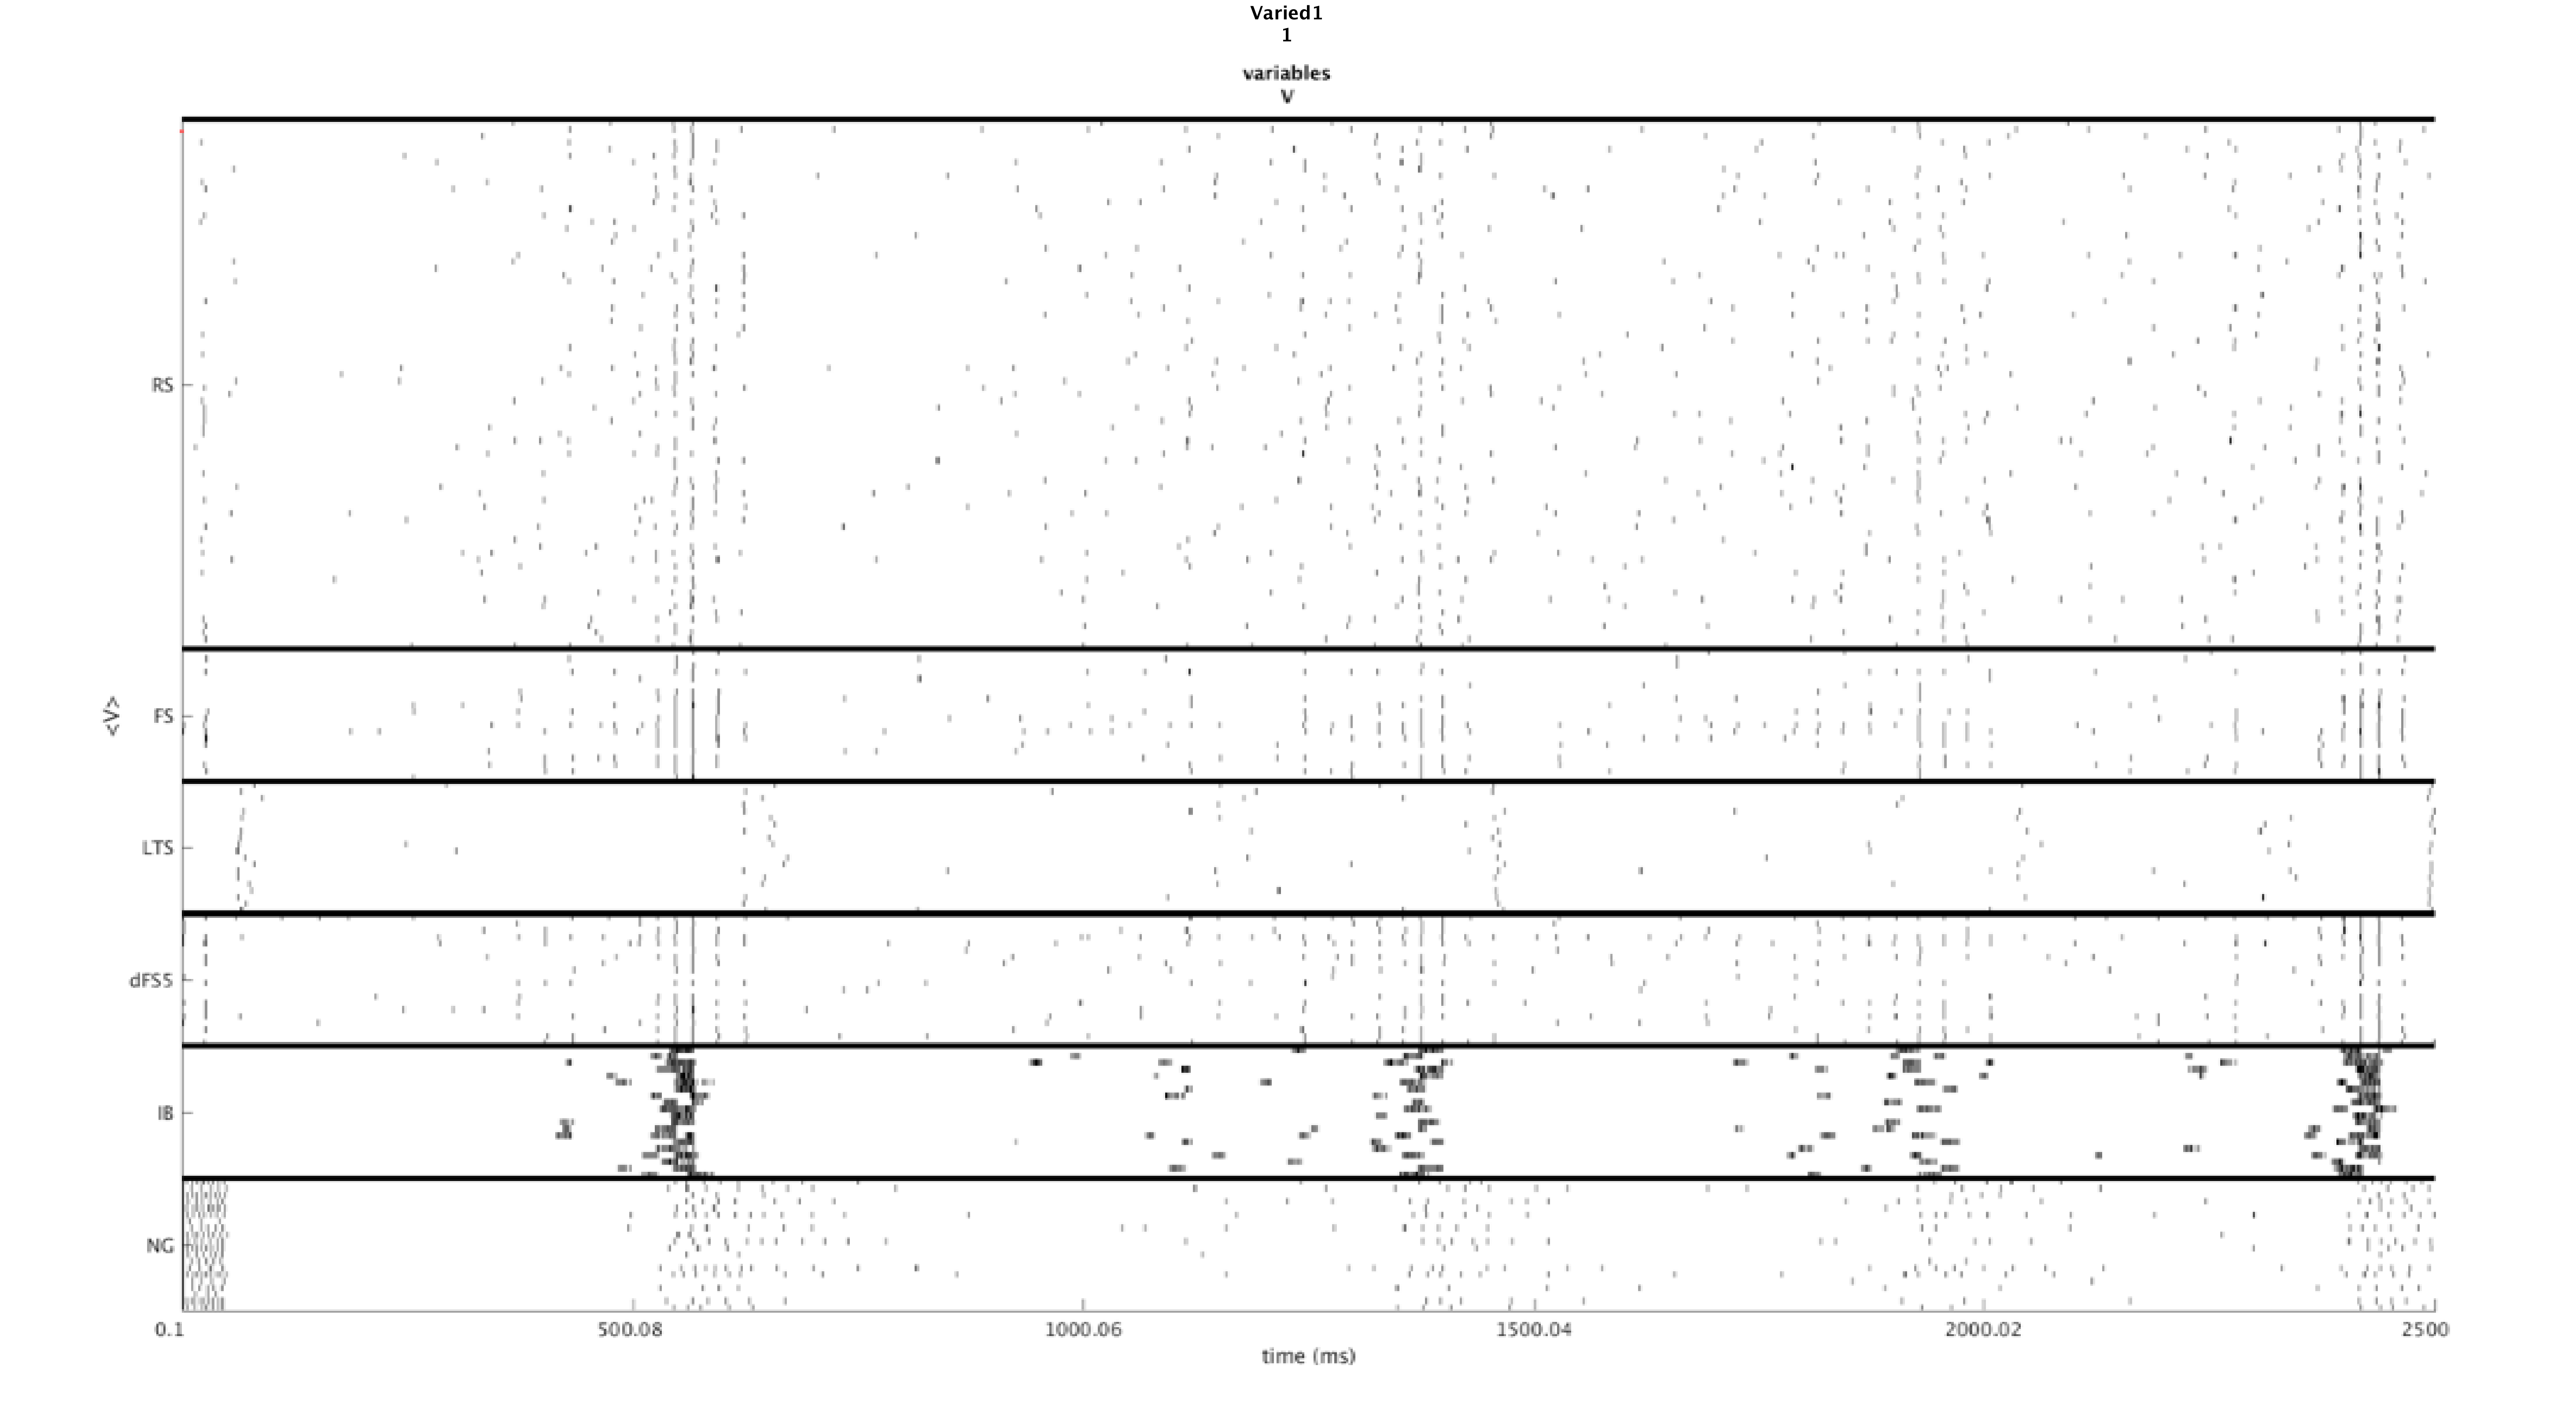 Varied1
1
variables
V
RS
FS
<V>
LTS
dFS5
IB
NG
0.1 500.08 1000.06 1500.04 2000.02 2500
time (ms)